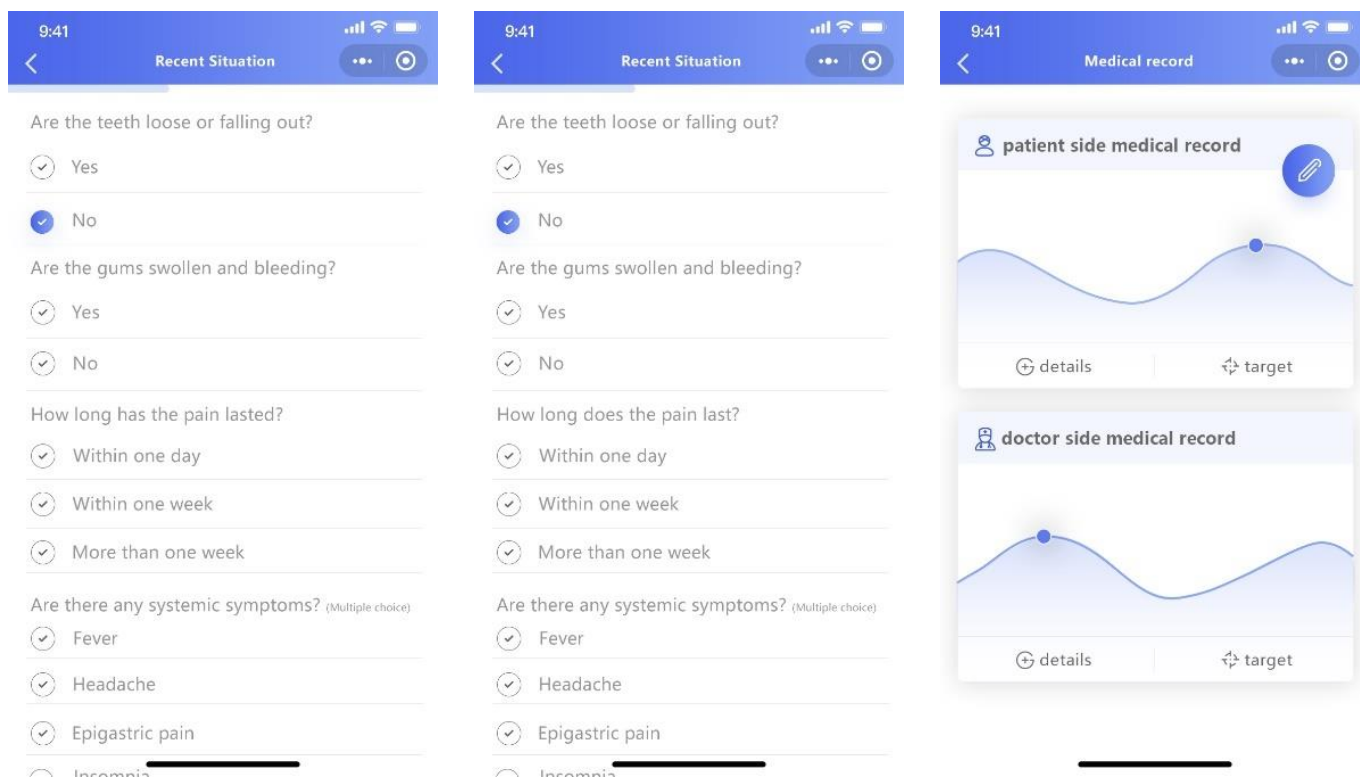 9:41
Recent Situation
Are the teeth loose or falling out?
Yes
No
Are the gums swollen and bleeding?
Yes
No
How long has the pain lasted?
Within one day
Within one week
More than one week
Are there any systemic symptoms? (Multiple choice)
Fever
Headache
Epigastric pain
Insomnia
9:41
Recent Situation
Are the teeth loose or falling out?
Yes
No
Are the gums swollen and bleeding?
Yes
No
How long does the pain last?
Within one day
Within one week
More than one week
Are there any systemic symptoms? (Multiple choice)
Fever
Headache
Epigastric pain
Insomnia
9:41
Medical record
patient side medical record
details
target
doctor side medical record
details
target